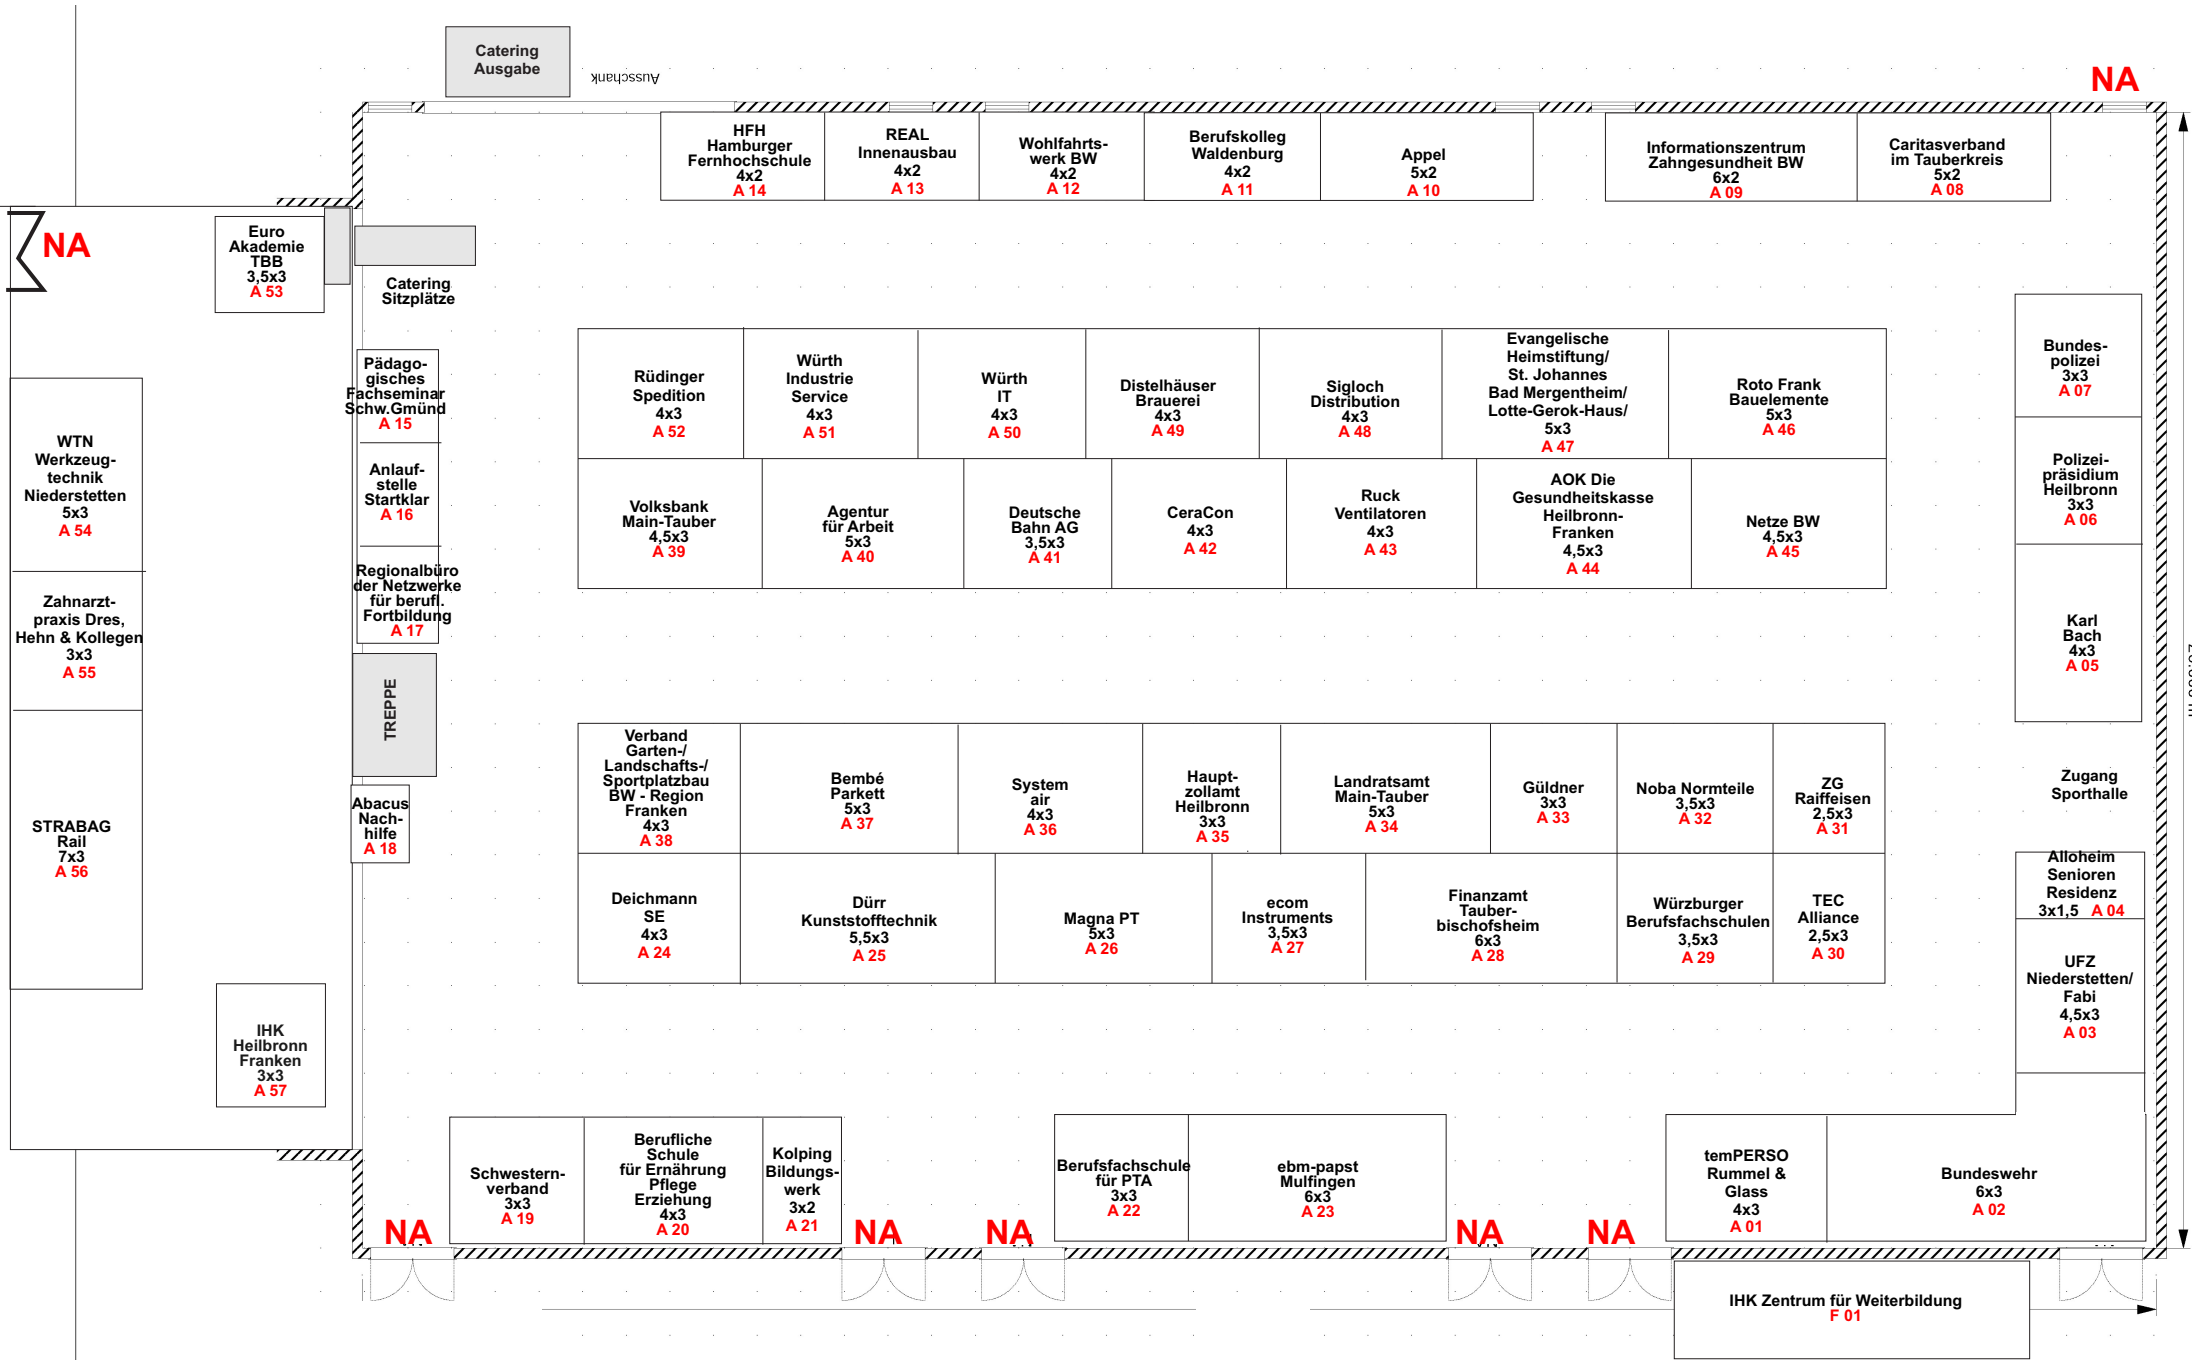 Catering
Ausgabe
Ausschank
NA
HFH
Hamburger
Fernhochschule
4x2
A 14
REAL
Innenausbau
4x2
A 13
Wohlfahrts-
werk BW
4x2
A 12
Berufskolleg
Waldenburg
4x2
A 11
Appel
5x2
A 10
Informationszentrum
Zahngesundheit BW
6x2
A 09
Caritasverband
im Tauberkreis
5x2
A 08
NA
Euro
Akademie
TBB
3,5x3
A 53
Catering
Sitzplätze
Pädago-
gisches
Fachseminar
Schw.Gmünd
A 15
Anlauf-
stelle
Startklar
A 16
Regionalbüro
der Netzwerke
für berufl.
Fortbildung
A 17
TREPPE
Abacus
Nach-
hilfe
A 18
WTN
Werkzeug-
technik
Niederstetten
5x3
A 54
Zahnarzt-
praxis Dres,
Hehn & Kollegen
3x3
A 55
STRABAG
Rail
7x3
A 56
IHK
Heilbronn
Franken
3x3
A 57
Rüdinger
Spedition
4x3
A 52
Würth
Industrie
Service
4x3
A 51
Würth
IT
4x3
A 50
Distelhäuser
Brauerei
4x3
A 49
Sigloch
Distribution
4x3
A 48
Evangelische
Heimstiftung/
St. Johannes
Bad Mergentheim/
Lotte-Gerok-Haus/
5x3
A 47
Roto Frank
Bauelemente
5x3
A 46
Volksbank
Main-Tauber
4,5x3
A 39
Agentur
für Arbeit
5x3
A 40
Deutsche
Bahn AG
3,5x3
A 41
CeraCon
4x3
A 42
Ruck
Ventilatoren
4x3
A 43
AOK Die
Gesundheitskasse
Heilbronn-
Franken
4,5x3
A 44
Netze BW
4,5x3
A 45
Bundes-
polizei
3x3
A 07
Polizei-
präsidium
Heilbronn
3x3
A 06
Karl
Bach
4x3
A 05
Zugang
Sporthalle
Verband
Garten-/
Landschafts-/
Sportplatzbau
BW - Region
Franken
4x3
A 38
Bembé
Parkett
5x3
A 37
System
air
4x3
A 36
Haupt-
zollamt
Heilbronn
3x3
A 35
Landratsamt
Main-Tauber
5x3
A 34
Güldner
3x3
A 33
Noba Normteile
3,5x3
A 32
ZG
Raiffeisen
2,5x3
A 31
Deichmann
SE
4x3
A 24
Dürr
Kunststofftechnik
5,5x3
A 25
Magna PT
5x3
A 26
ecom
Instruments
3,5x3
A 27
Finanzamt
Tauber-
bischofsheim
6x3
A 28
Würzburger
Berufsfachschulen
3,5x3
A 29
TEC
Alliance
2,5x3
A 30
Alloheim
Senioren
Residenz
3x1,5 A 04
UFZ
Niederstetten/
Fabi
4,5x3
A 03
Schwestern-
verband
3x3
A 19
Berufliche
Schule
für Ernährung
Pflege
Erziehung
4x3
A 20
Kolping
Bildungs-
werk
3x2
A 21
Berufsfachschule
für PTA
3x3
A 22
ebm-papst
Mulfingen
6x3
A 23
temPERSO
Rummel &
Glass
4x3
A 01
Bundeswehr
6x3
A 02
NA
NA
NA
NA
NA
IHK Zentrum für Weiterbildung
F 01